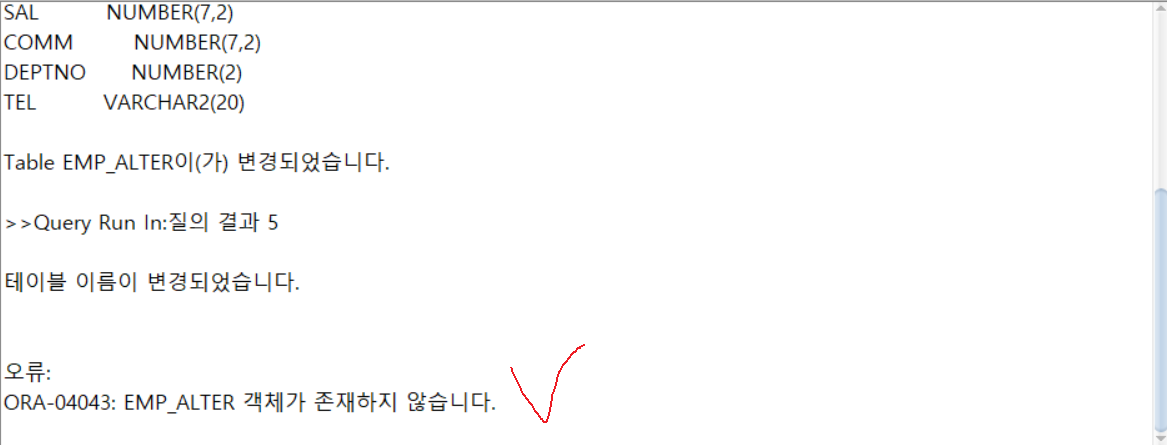 SAL NUMBER(7,2)
COMM NUMBER(7,2)
DEPTNO NUMBER(2)
TEL VARCHAR2(20)
Table EMP_ALTER이(가) 변경되었습니다.
>>Query Run In:질의 결과 5
테이블 이름이 변경되었습니다.
오류:
ORA-04043: EMP_ALTER 객체가 존재하지 않습니다.